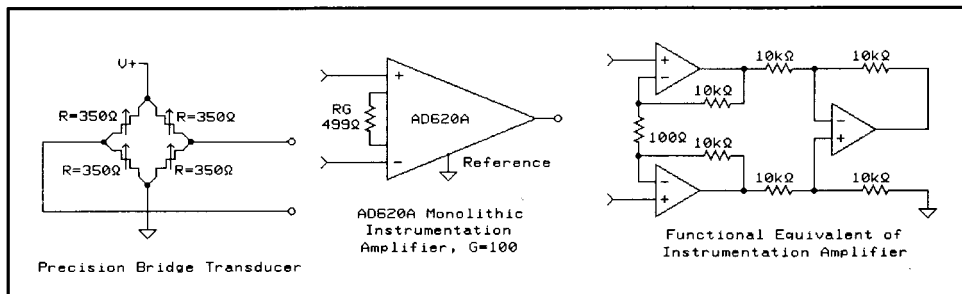 V+
R=350Ω
R=350Ω
R=350Ω
R=350Ω
Precision Bridge Transducer
+
RG
499Ω
AD620A
−
Reference
AD620A Monolithic
Instrumentation
Amplifier, G=100
+
−
10kΩ
10kΩ
10kΩ
100Ω
−
+
10kΩ
−
+
10kΩ
10kΩ
Functional Equivalent of
Instrumentation Amplifier